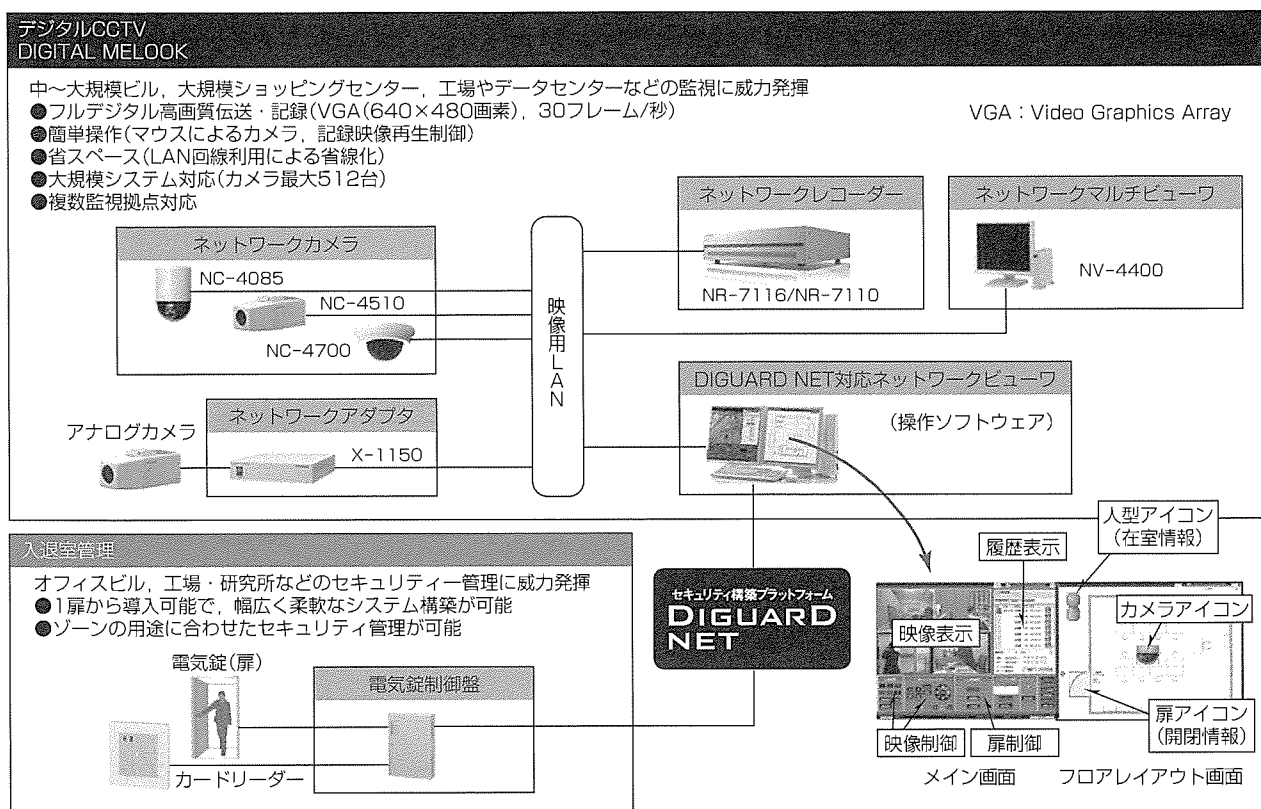 デジタルCCTV
DIGITAL MELOOK
中~大規模ビル，大規模ショッピングセンター，工場やデータセンターなどの監視に威力発揮
●フルデジタル高画質伝送・記録(VGA(640×480画素)，30フレーム/秒)
VGA：Video Graphics Array
●簡単操作(マウスによるカメラ，記録映像再生制御)
●省スペース(LAN回線利用による省線化)
●大規模システム対応(カメラ最大512台)
●複数監視拠点対応
ネットワークカメラ
NC-4085
NC-4510
NC-4700
アナログカメラ
ネットワークアダプタ
X-1150
映像用LAN
ネットワークレコーダー
NR-7116/NR-7110
ネットワークマルチビューワ
NV-4400
DIGUARD NET対応ネットワークビューワ
(操作ソフトウェア)
入退室管理
オフィスビル，工場・研究所などのセキュリティー管理に威力発揮
●1扉から導入可能で，幅広く柔軟なシステム構築が可能
●ゾーンの用途に合わせたセキュリティ管理が可能
電気錠(扉)
電気錠制御盤
カードリーダー
セキュリティ構築プラットフォーム
DIGUARD
NET
履歴表示
人型アイコン
(在室情報)
映像表示
カメラアイコン
扉アイコン
(開閉情報)
映像制御
扉制御
メイン画面
フロアレイアウト画面